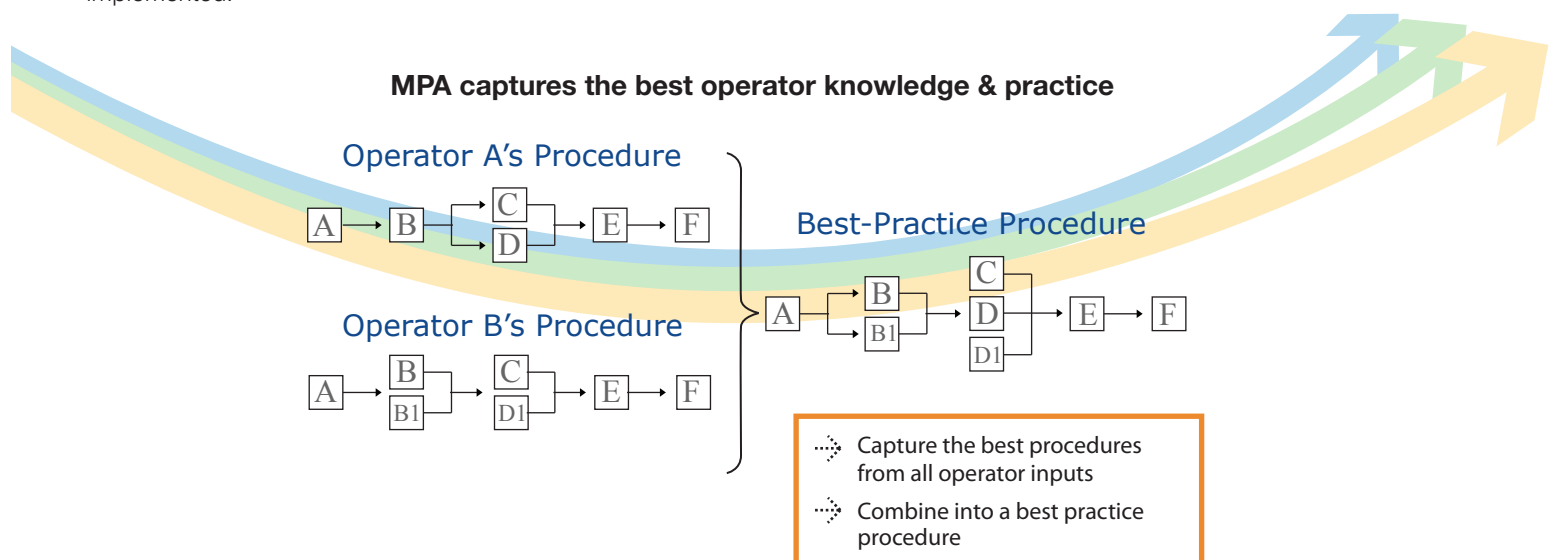 implemented.
MPA captures the best operator knowledge & practice
Operator A's Procedure
A
B
C
D
E
F
Operator B's Procedure
A
B
B1
C
D1
E
F
Best-Practice Procedure
A
B
B1
C
D
D1
E
F
Capture the best procedures
from all operator inputs
Combine into a best practice
procedure